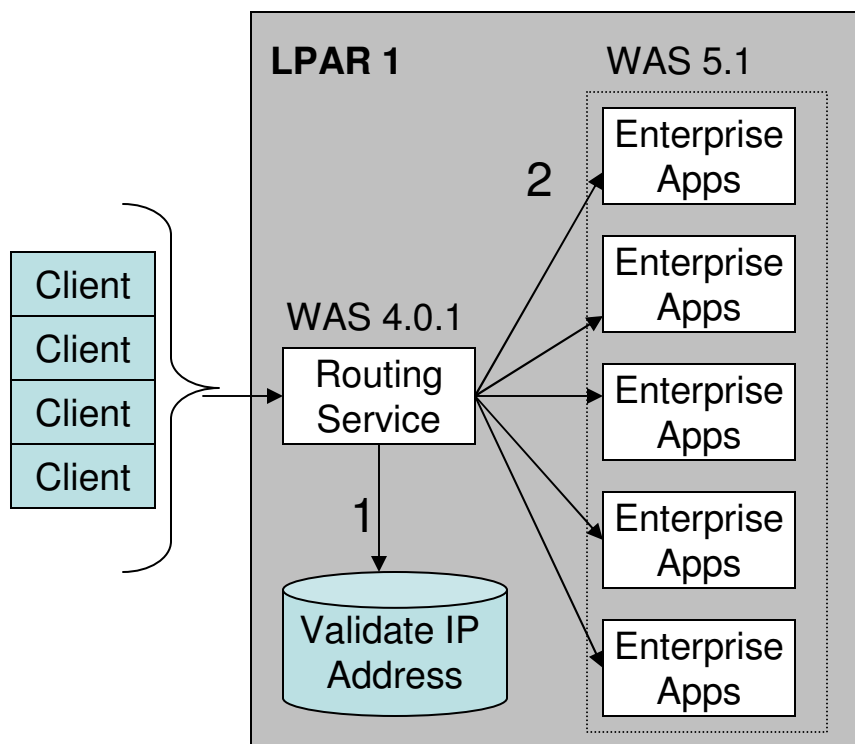 LPAR 1
WAS 5.1
Client
Client
Client
Client
WAS 4.0.1
Routing
Service
1
Validate IP
Address
2
Enterprise
Apps
Enterprise
Apps
Enterprise
Apps
Enterprise
Apps
Enterprise
Apps